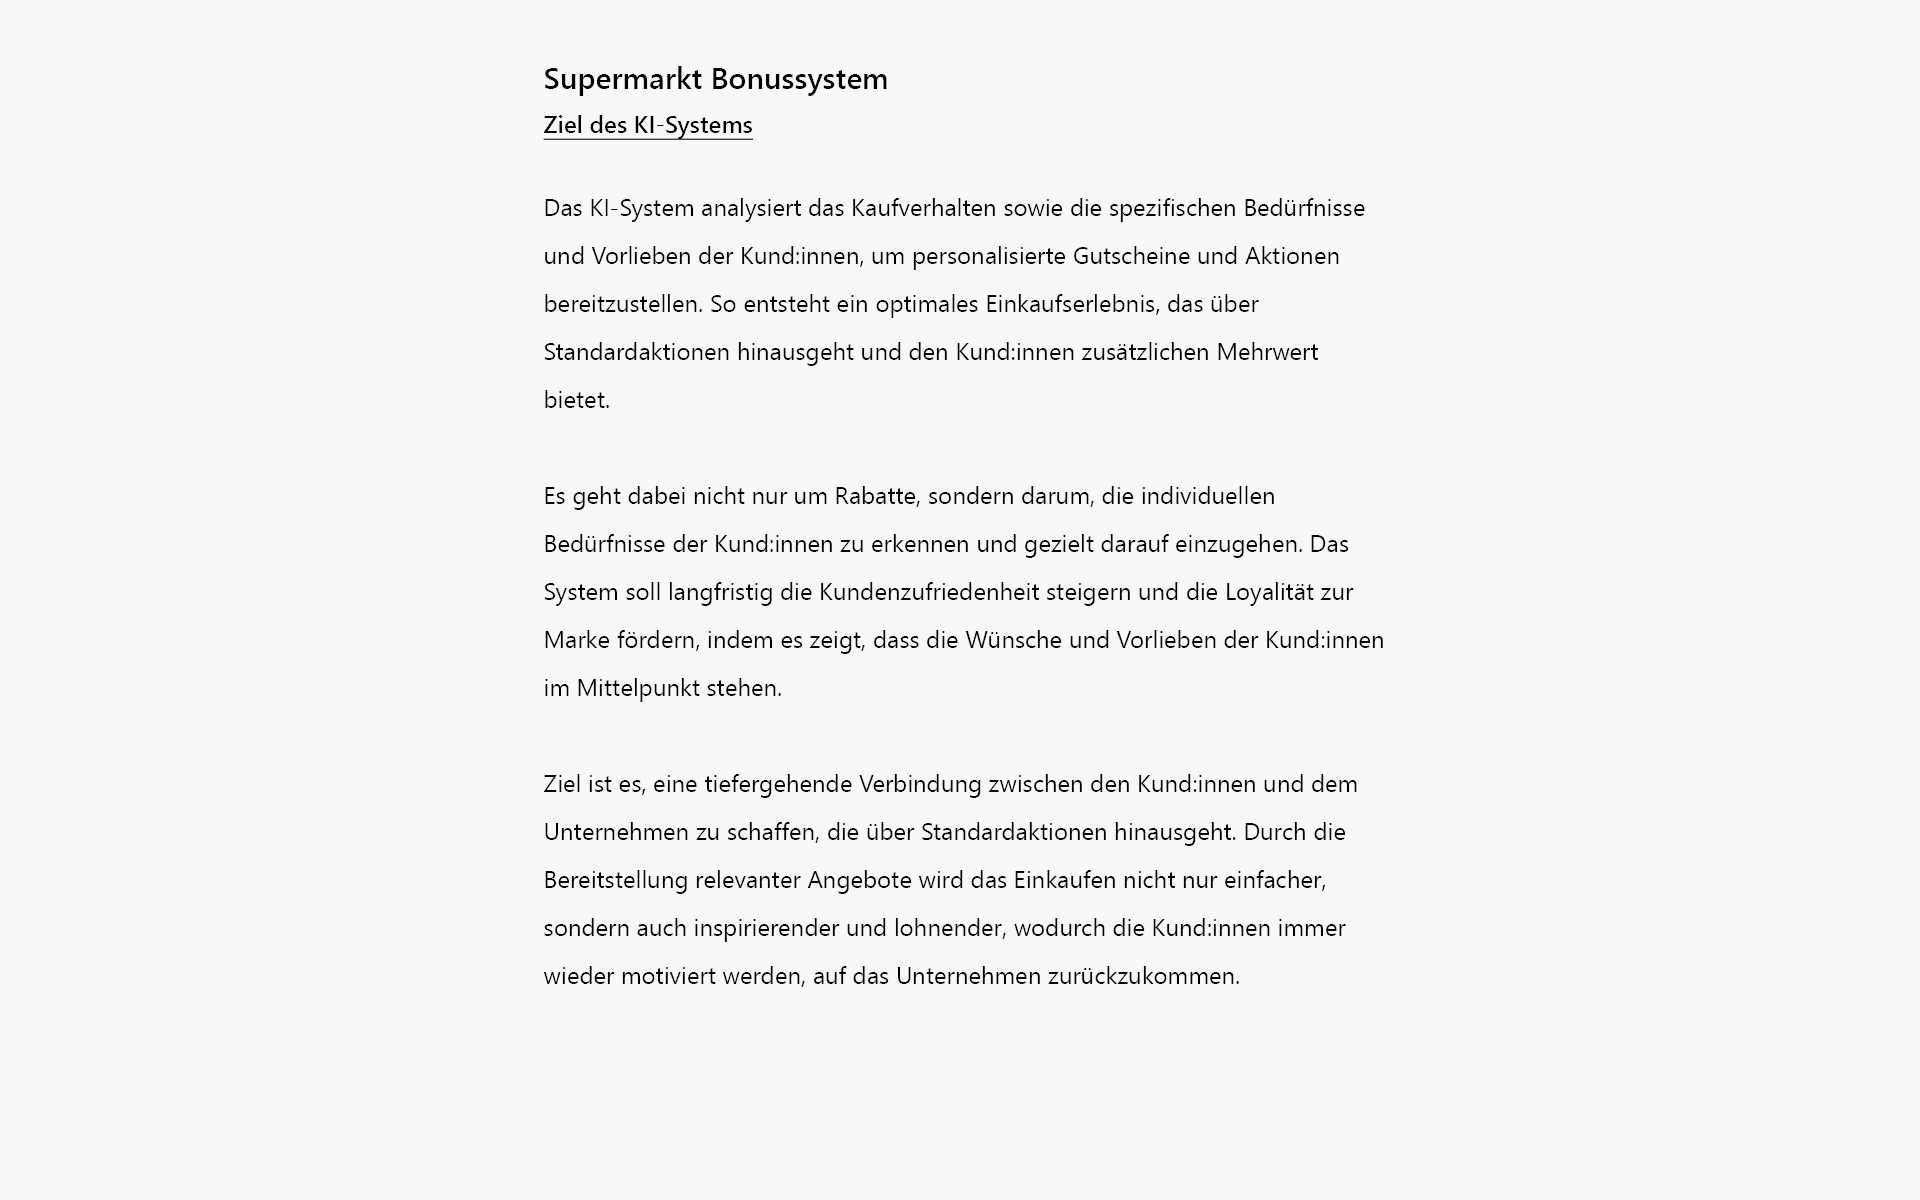 Supermarkt Bonussystem
Ziel des KI-Systems
Das KI-System analysiert das Kaufverhalten sowie die spezifischen Bedürfnisse
und Vorlieben der Kund:innen, um personalisierte Gutscheine und Aktionen
bereitzustellen. So entsteht ein optimales Einkaufserlebnis, das über
Standardaktionen hinausgeht und den Kund:innen zusätzlichen Mehrwert
bietet.
Es geht dabei nicht nur um Rabatte, sondern darum, die individuellen
Bedürfnisse der Kund:innen zu erkennen und gezielt darauf einzugehen. Das
System soll langfristig die Kundenzufriedenheit steigern und die Loyalität zur
Marke fördern, indem es zeigt, dass die Wünsche und Vorlieben der Kund:innen
im Mittelpunkt stehen.
Ziel ist es, eine tiefergehende Verbindung zwischen den Kund:innen und dem
Unternehmen zu schaffen, die über Standardaktionen hinausgeht. Durch die
Bereitstellung relevanter Angebote wird das Einkaufen nicht nur einfacher,
sondern auch inspirierender und lohnender, wodurch die Kund:innen immer
wieder motiviert werden, auf das Unternehmen zurückzukommen.